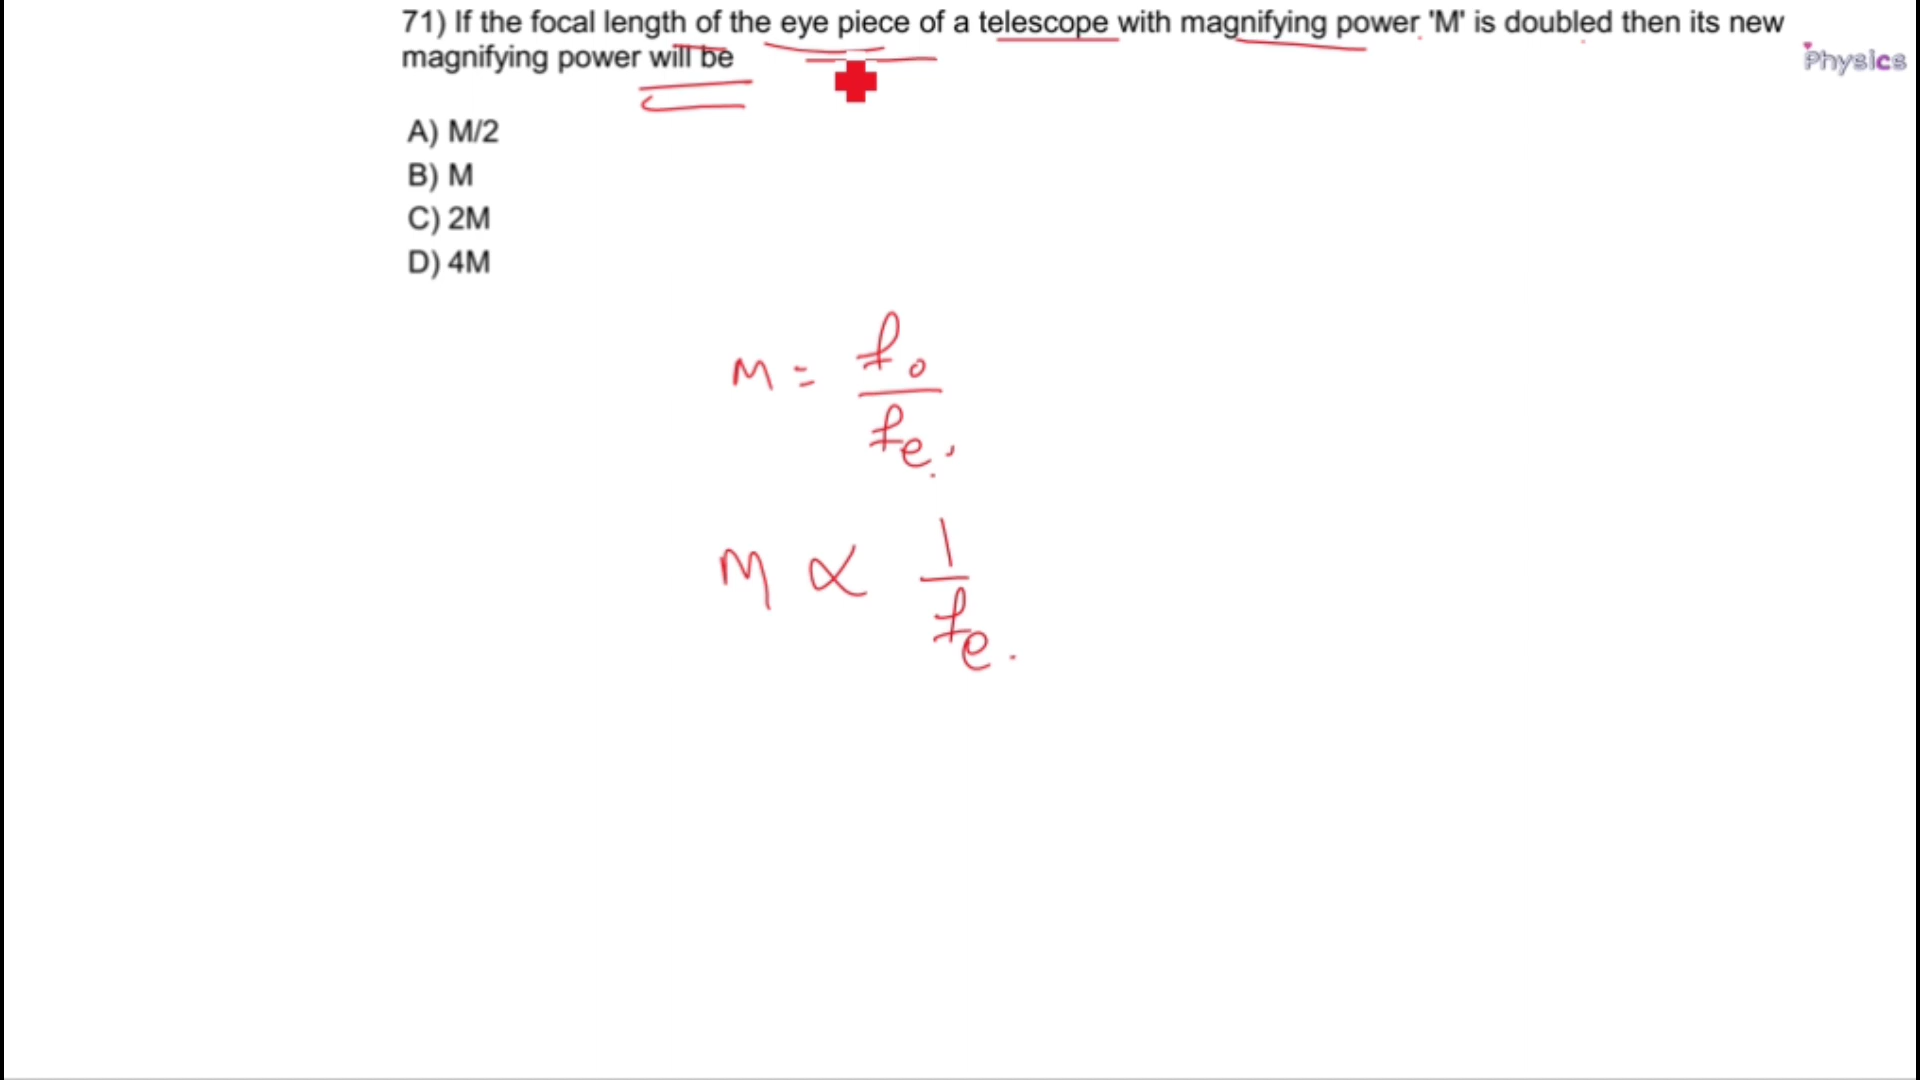 71) If the focal length of the eye piece of a telescope with magnifying power 'M' is doubled then its new
magnifying power will be
Physics
A) M/2
B) M
C) 2M
D) 4M
M = fo/fe
M ∝ 1/fe.